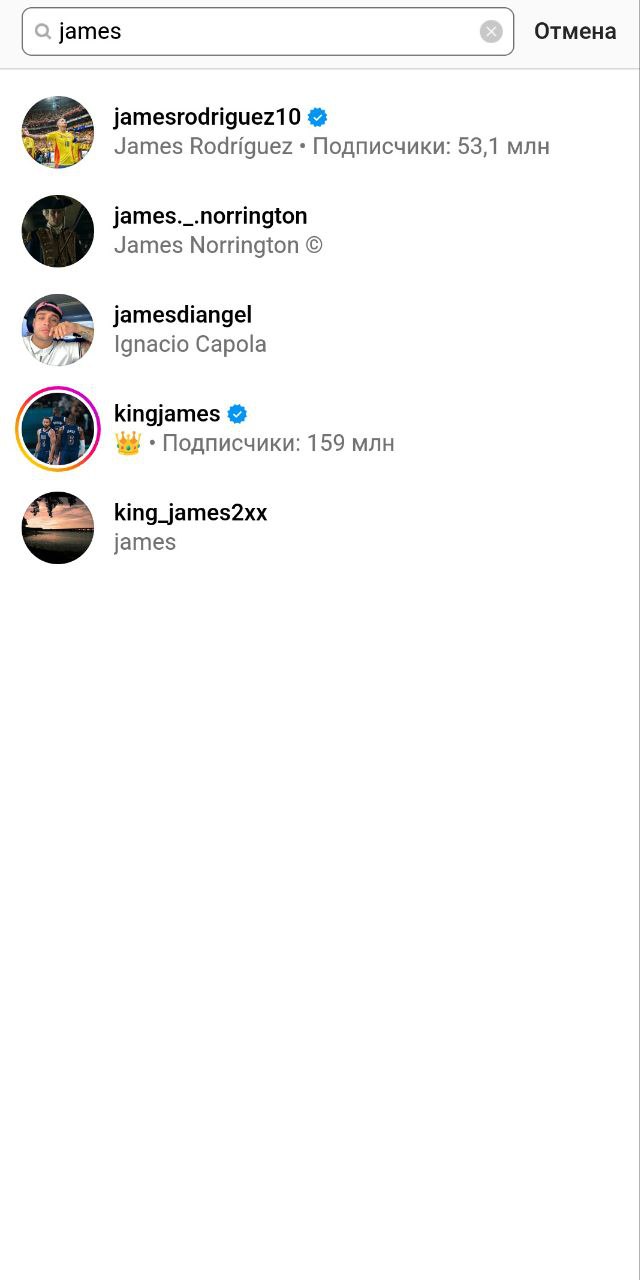 james
Отмена
jamesrodriguez10
James Rodríguez • Подписчики: 53,1 млн
james._.norrington
James Norrington ©
jamesdiangel
Ignacio Capola
kingjames
👑 • Подписчики: 159 млн
king_james2xx
james